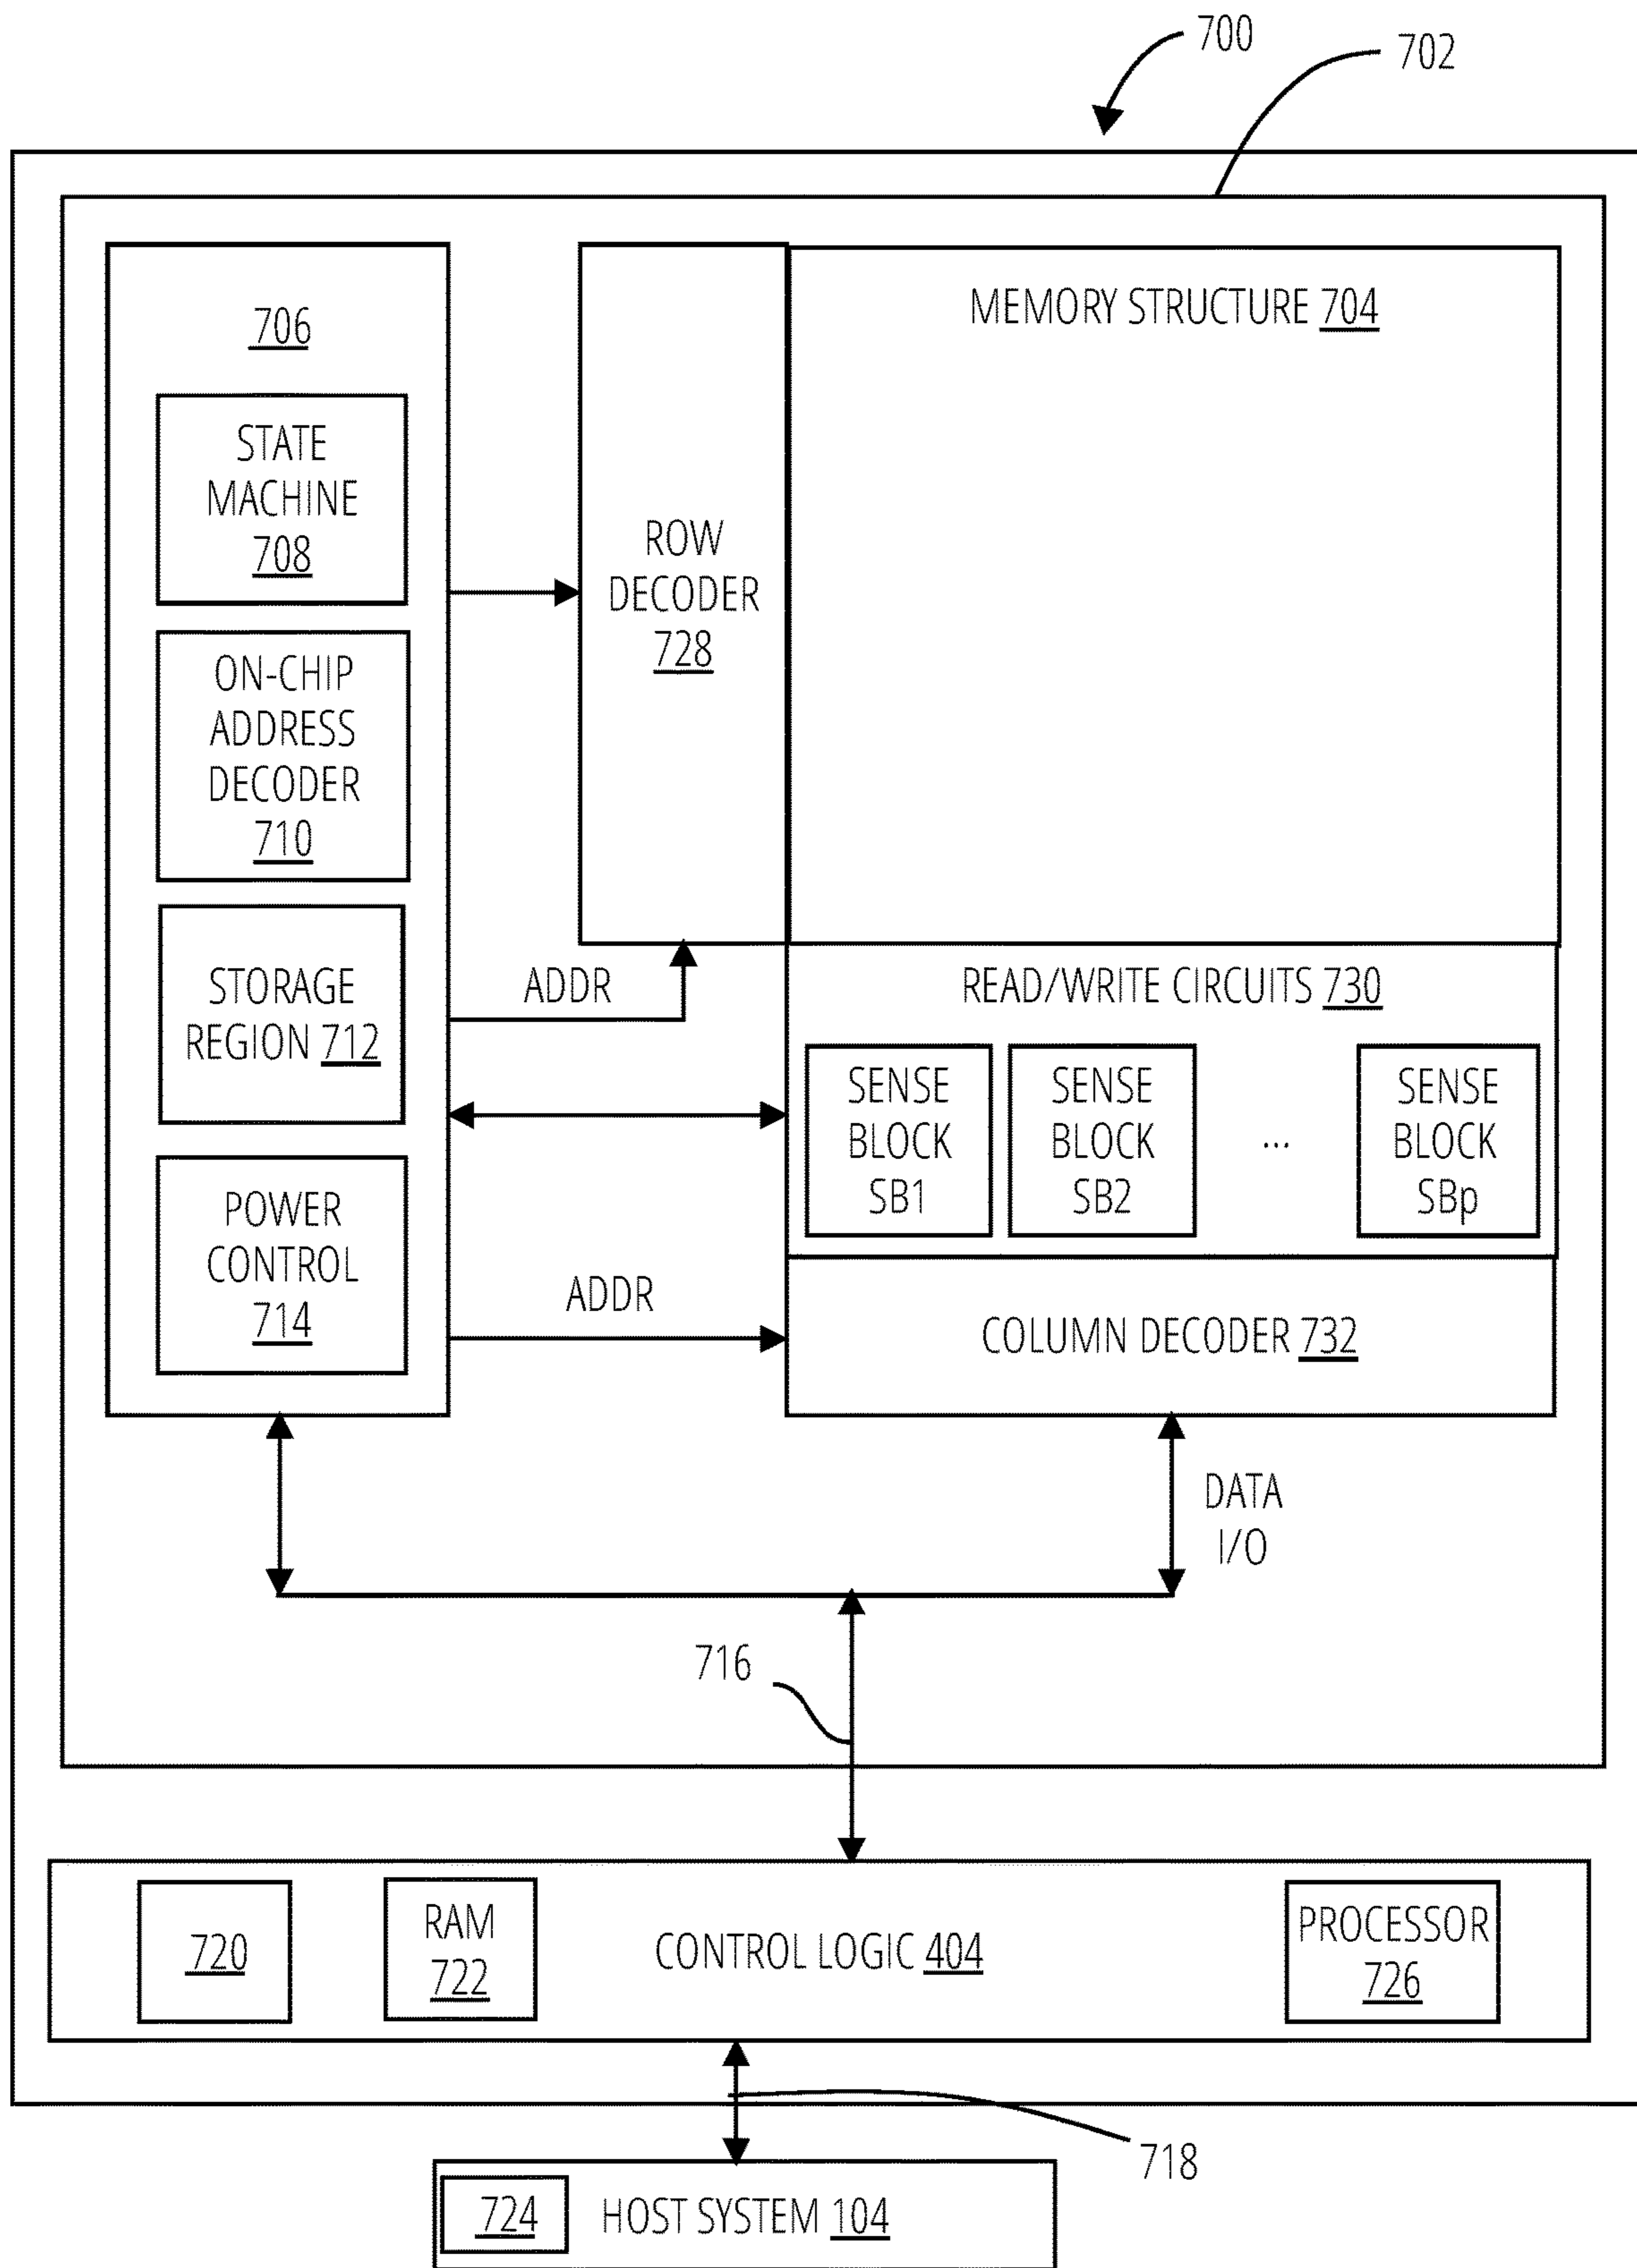 700
702
706
MEMORY STRUCTURE 704
STATE
MACHINE
708
ROW
DECODER
728
ON-CHIP
ADDRESS
DECODER
710
STORAGE
REGION 712
ADDR
READ/WRITE CIRCUITS 730
SENSE
BLOCK
SB1
SENSE
BLOCK
SB2
...
SENSE
BLOCK
SBp
POWER
CONTROL
714
ADDR
COLUMN DECODER 732
DATA
I/O
716
720
RAM
722
CONTROL LOGIC 404
PROCESSOR
726
718
724
HOST SYSTEM 104